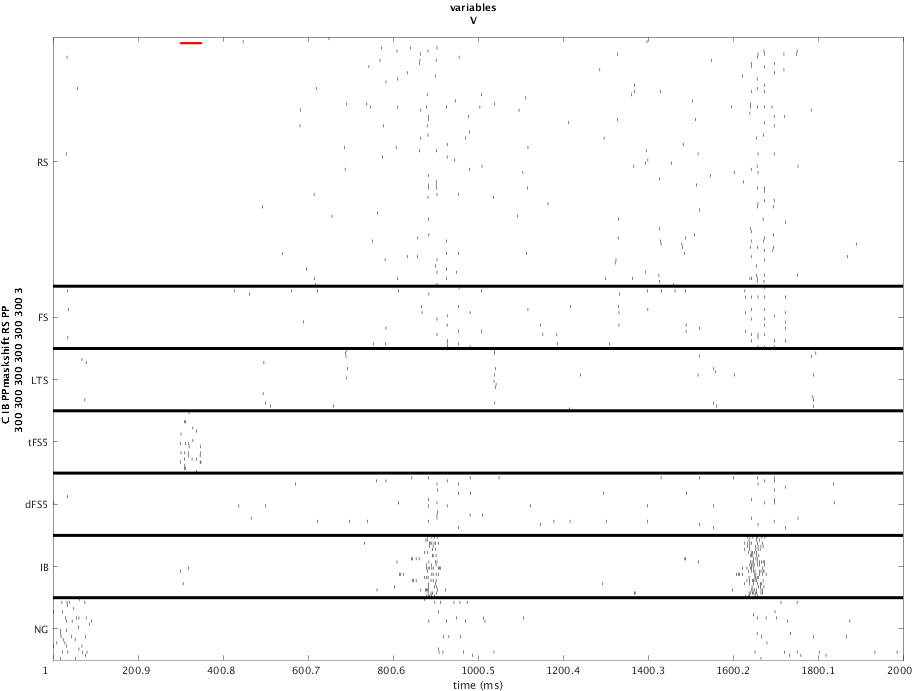 variables
V
C IB PPmaskshift RS PP
300 300 300 300 300 300 3
RS
FS
LTS
tFS5
dFS5
IB
NG
1 200.9 400.8 600.7 800.6 1000.5 1200.4 1400.3 1600.2 1800.1 2000
time (ms)